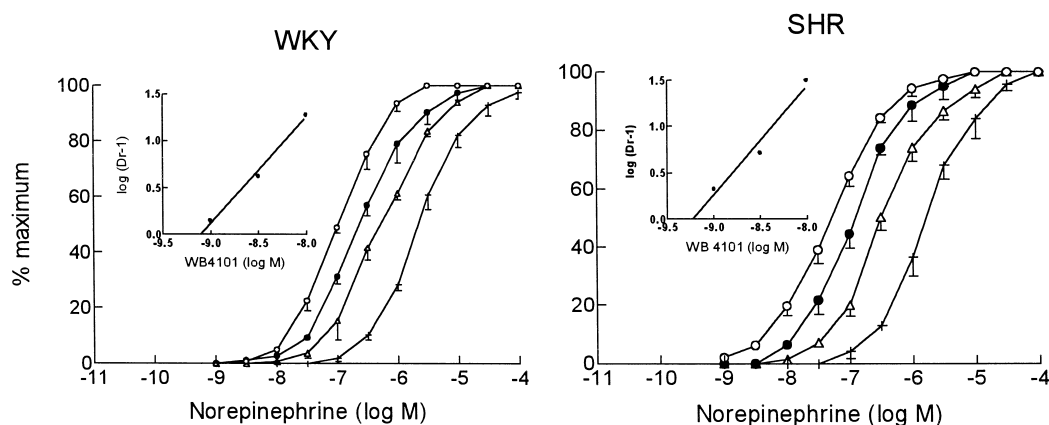 WKY
% maximum
100
80
60
40
20
0
-11 -10 -9 -8 -7 -6 -5 -4
Norepinephrine (log M)
log (Dr-1)
1.5
1.0
0.5
0.0
-9.5 -9.0 -8.5 -8.0
WB4101 (log M)
SHR
100
80
60
40
20
0
-11 -10 -9 -8 -7 -6 -5 -4
Norepinephrine (log M)
log (Dr-1)
1.5
1.0
0.5
0.0
-9.5 -9.0 -8.5 -8.0
WB 4101 (log M)